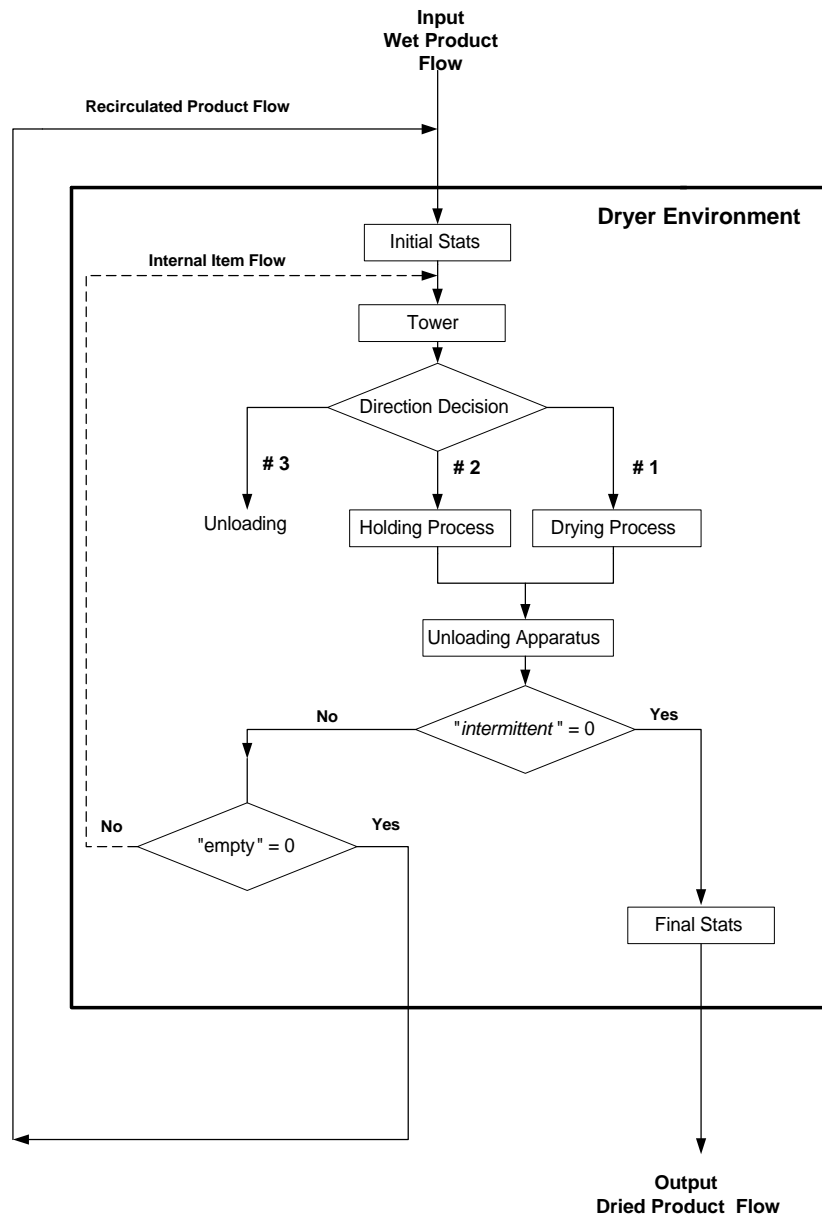 Input
Wet Product
Flow
Recirculated Product Flow
Dryer Environment
Initial Stats
Internal Item Flow
Tower
Direction Decision
# 3
# 2
# 1
Unloading
Holding Process
Drying Process
Unloading Apparatus
No
"intermittent" = 0
Yes
No
"empty" = 0
Yes
Final Stats
Output
Dried Product Flow